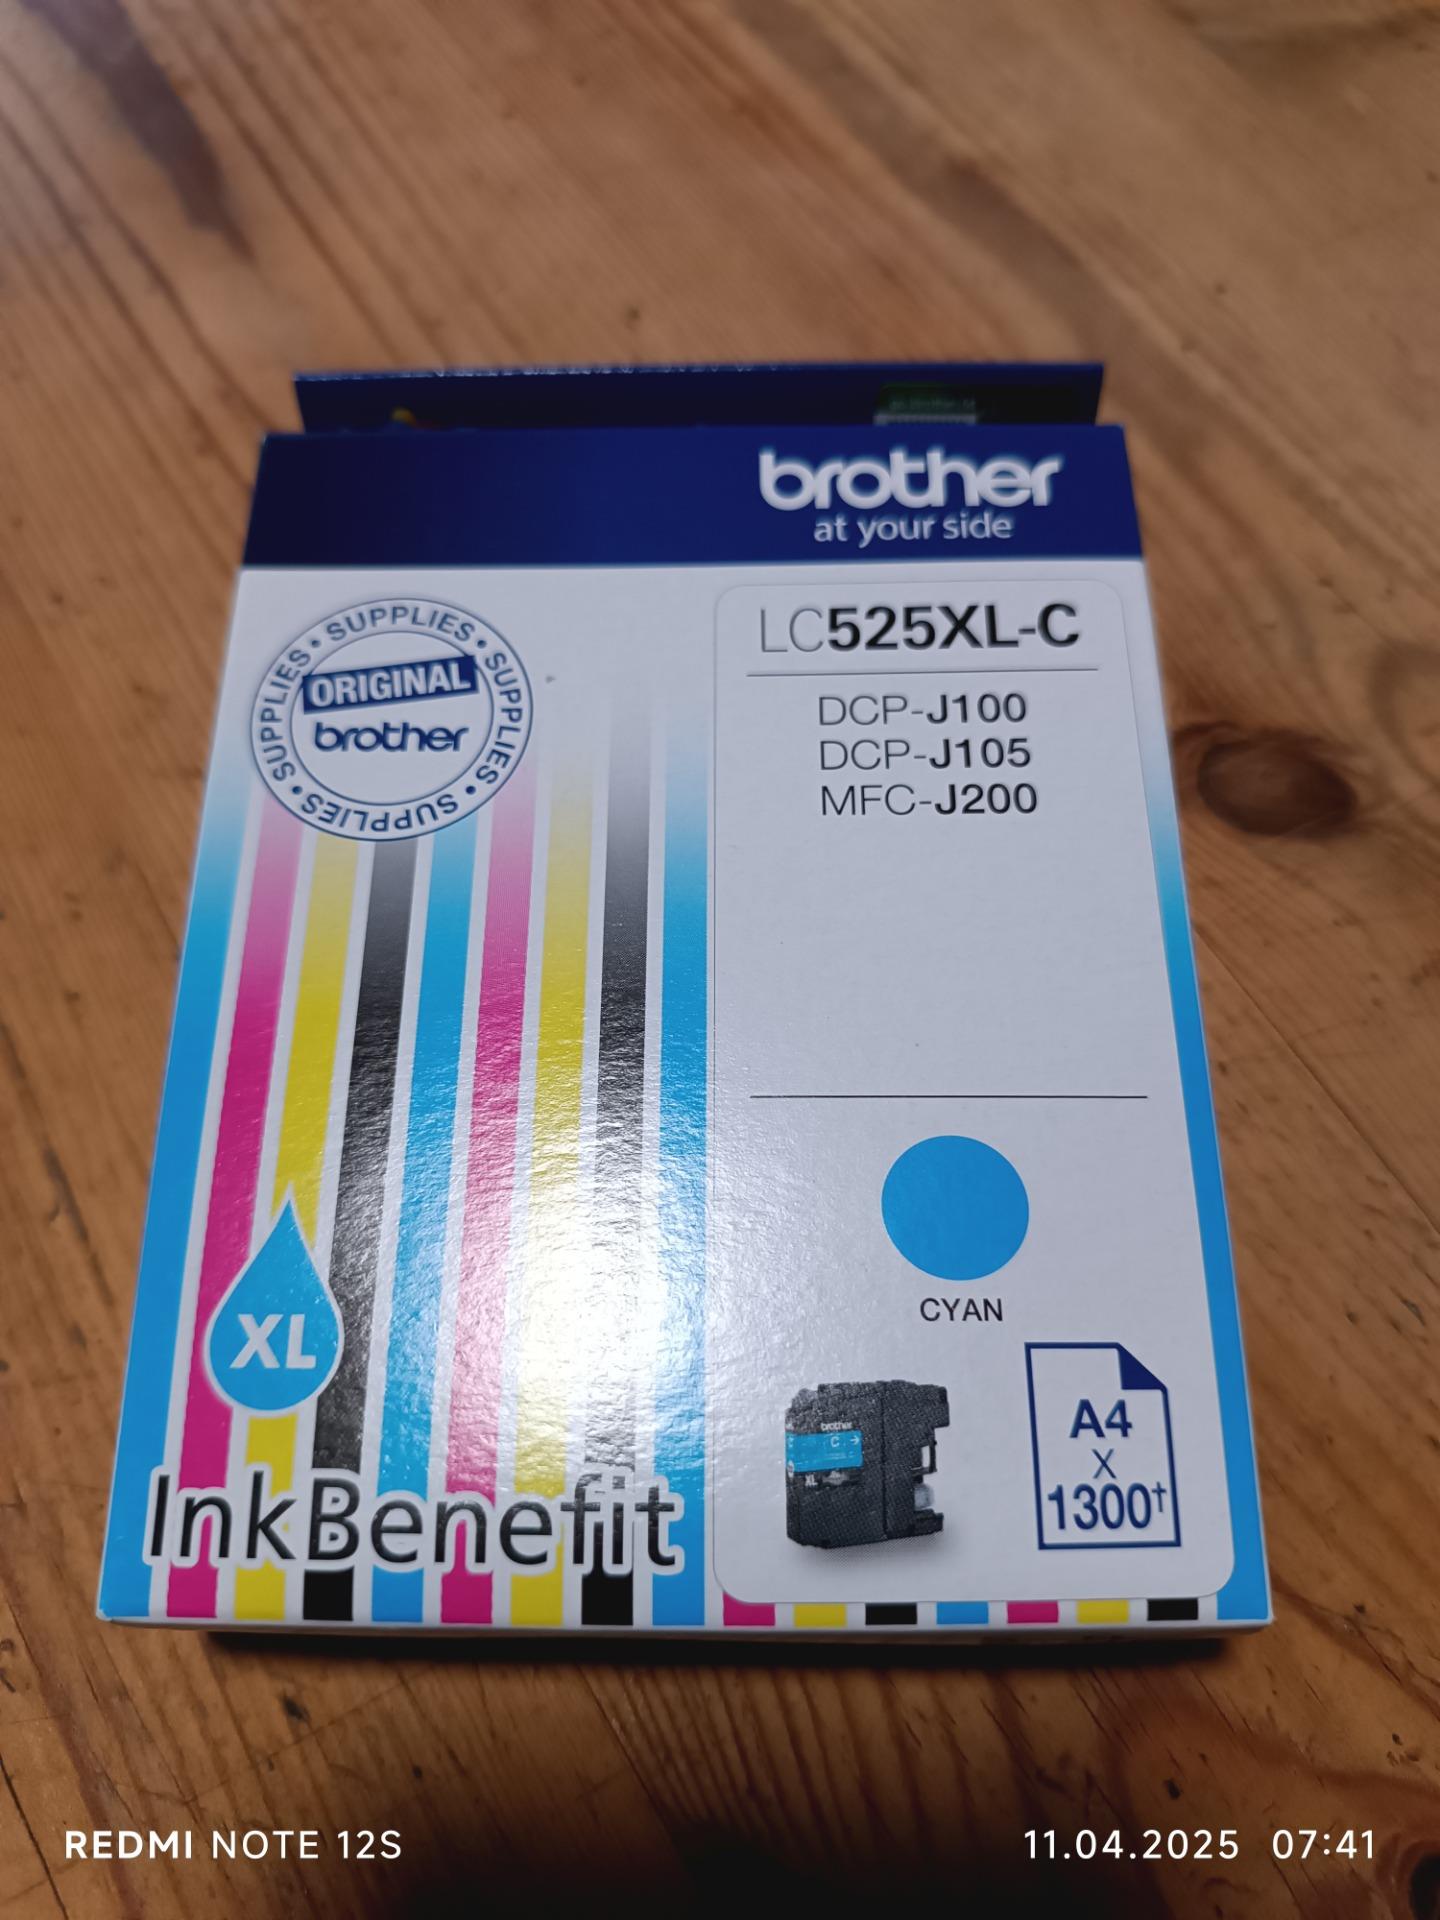 brother
at your side
SUPPLIES • SUPPLIES • SUPPLIES • SUPPLIES •
ORIGINAL
brother
LC525XL-C
DCP-J100
DCP-J105
MFC-J200
CYAN
XL
brother
C →
XL
A4
x
1300†
InkBenefit
REDMI NOTE 12S
11.04.2025 07:41